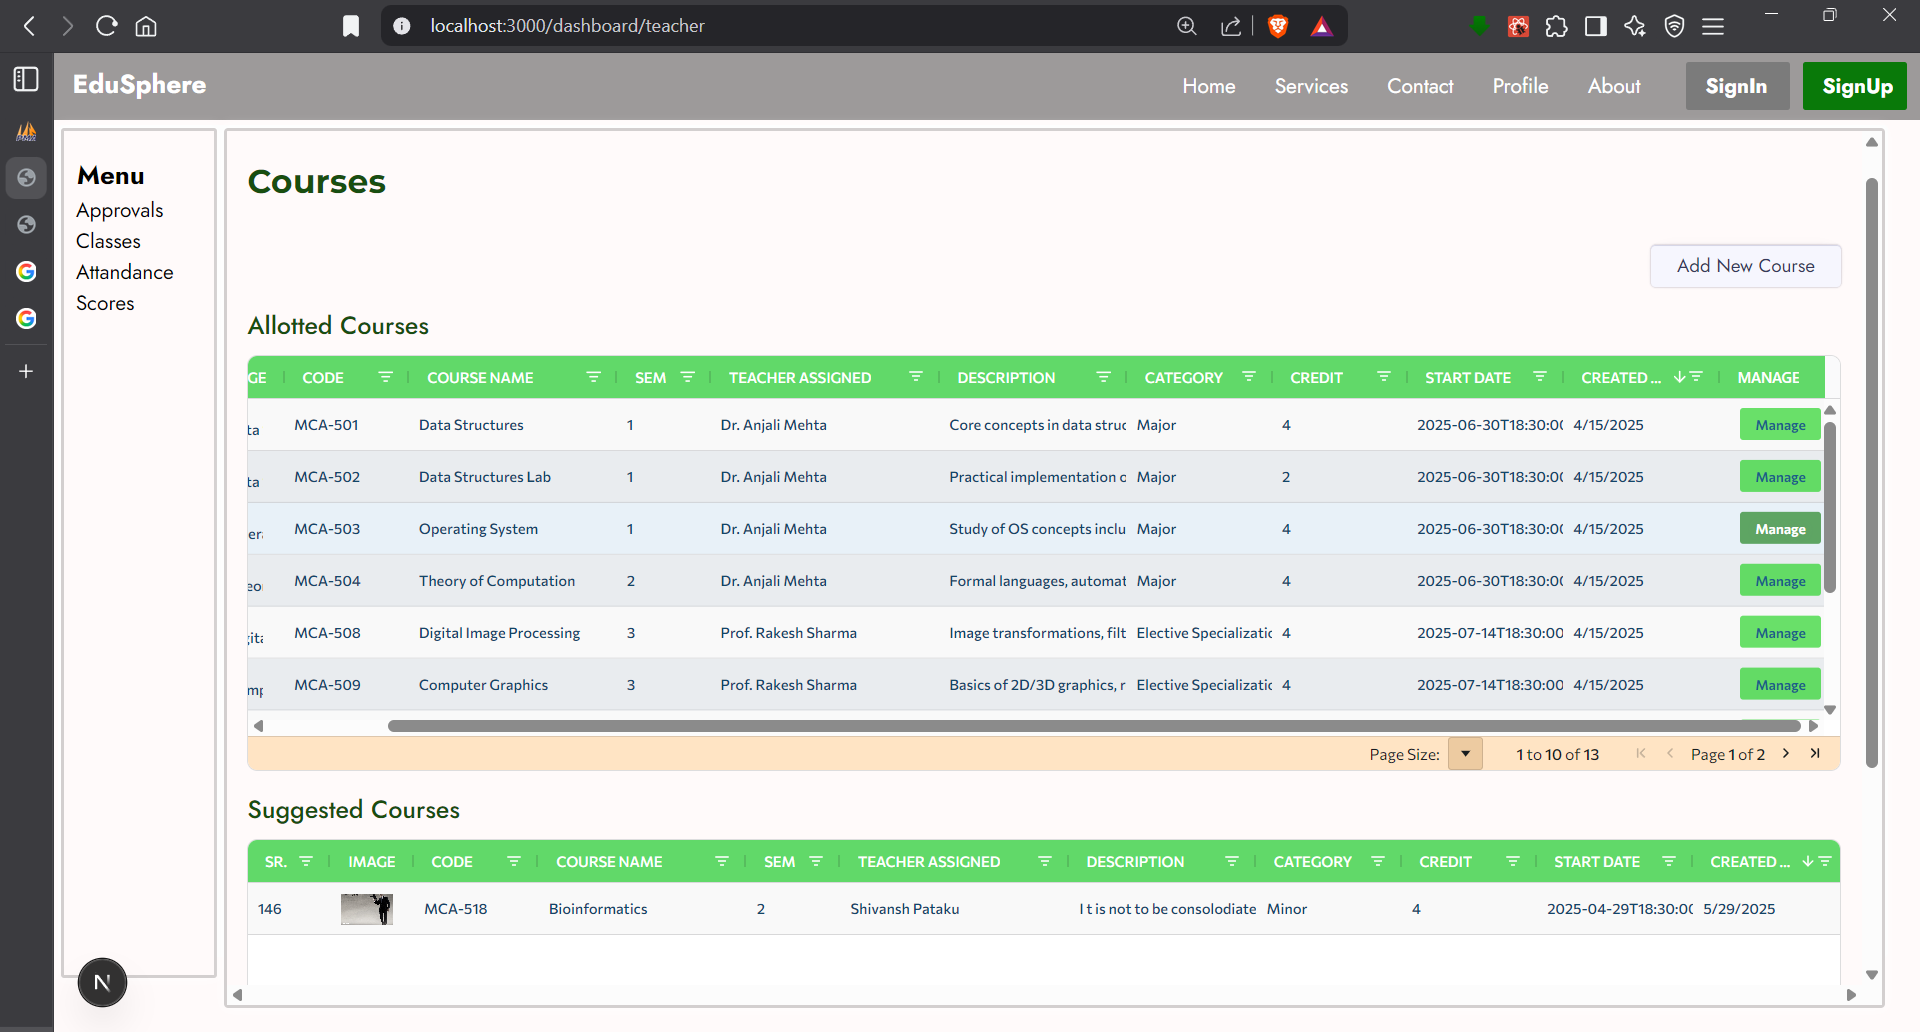 localhost:3000/dashboard/teacher
EduSphere
Home Services Contact Profile About SignIn SignUp
Menu
Approvals
Classes
Attandance
Scores
Courses
Add New Course
Allotted Courses
GE CODE COURSE NAME SEM TEACHER ASSIGNED DESCRIPTION CATEGORY CREDIT START DATE CREATED ... MANAGE
ta MCA-501 Data Structures 1 Dr. Anjali Mehta Core concepts in data struc Major 4 2025-06-30T18:30:00 4/15/2025 Manage
ta MCA-502 Data Structures Lab 1 Dr. Anjali Mehta Practical implementation o Major 2 2025-06-30T18:30:00 4/15/2025 Manage
era MCA-503 Operating System 1 Dr. Anjali Mehta Study of OS concepts inclu Major 4 2025-06-30T18:30:00 4/15/2025 Manage
eo MCA-504 Theory of Computation 2 Dr. Anjali Mehta Formal languages, automat Major 4 2025-06-30T18:30:00 4/15/2025 Manage
gita MCA-508 Digital Image Processing 3 Prof. Rakesh Sharma Image transformations, filt Elective Specializatic 4 2025-07-14T18:30:00 4/15/2025 Manage
mp MCA-509 Computer Graphics 3 Prof. Rakesh Sharma Basics of 2D/3D graphics, r Elective Specializatic 4 2025-07-14T18:30:00 4/15/2025 Manage
Page Size: 1 to 10 of 13 Page 1 of 2
Suggested Courses
SR. IMAGE CODE COURSE NAME SEM TEACHER ASSIGNED DESCRIPTION CATEGORY CREDIT START DATE CREATED ...
146 MCA-518 Bioinformatics 2 Shivansh Pataku I t is not to be consolodiate Minor 4 2025-04-29T18:30:00 5/29/2025
N